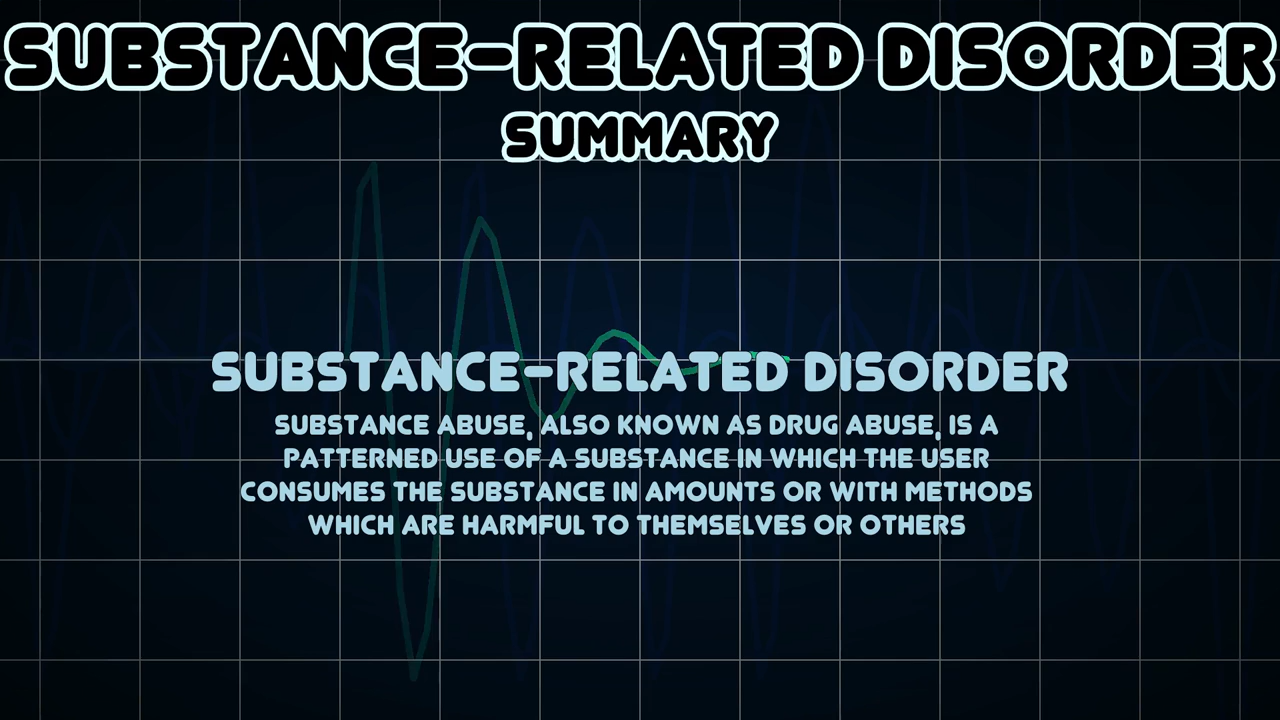 SUBSTANCE-RELATED DISORDER
SUMMARY
SUBSTANCE-RELATED DISORDER
SUBSTANCE ABUSE, ALSO KNOWN AS DRUG ABUSE, IS A
PATTERNED USE OF A SUBSTANCE IN WHICH THE USER
CONSUMES THE SUBSTANCE IN AMOUNTS OR WITH METHODS
WHICH ARE HARMFUL TO THEMSELVES OR OTHERS